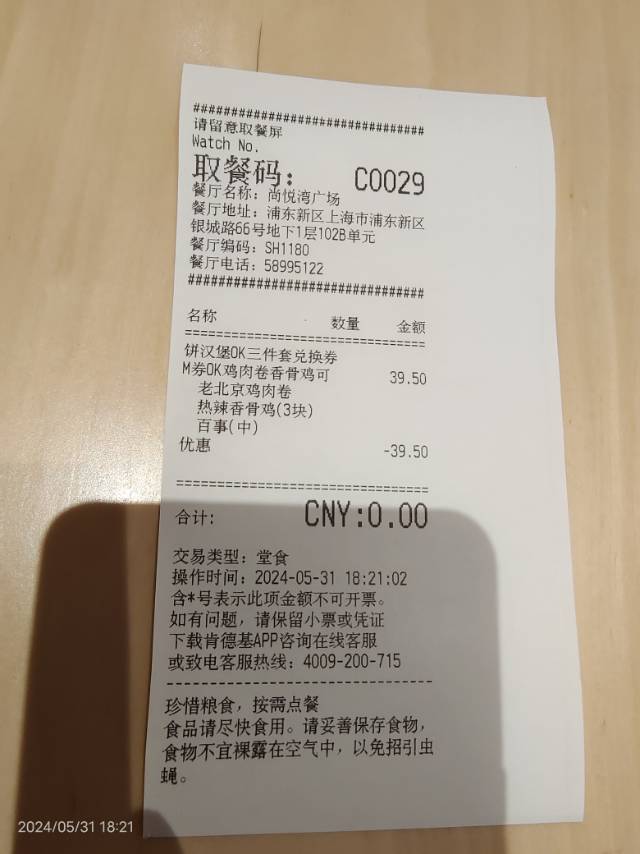 ################################
请留意取餐屏
Watch No.
取餐码: C0029
餐厅名称: 尚悦湾广场
餐厅地址: 浦东新区上海市浦东新区
银城路66号地下1层102B单元
餐厅编码: SH1180
餐厅电话: 58995122
################################
名称 数量 金额
================================
饼汉堡OK三件套兑换券
M券OK鸡肉卷香骨鸡可 39.50
老北京鸡肉卷
热辣香骨鸡(3块)
百事(中)
优惠 -39.50
================================
合计: CNY:0.00
交易类型: 堂食
操作时间: 2024-05-31 18:21:02
含*号表示此项金额不可开票。
如有问题, 请保留小票或凭证
下载肯德基APP咨询在线客服
或致电客服热线: 4009-200-715
--------------------------------
珍惜粮食, 按需点餐
食品请尽快食用。请妥善保存食物,
食物不宜裸露在空气中, 以免招引虫
蝇。
2024/05/31 18:21